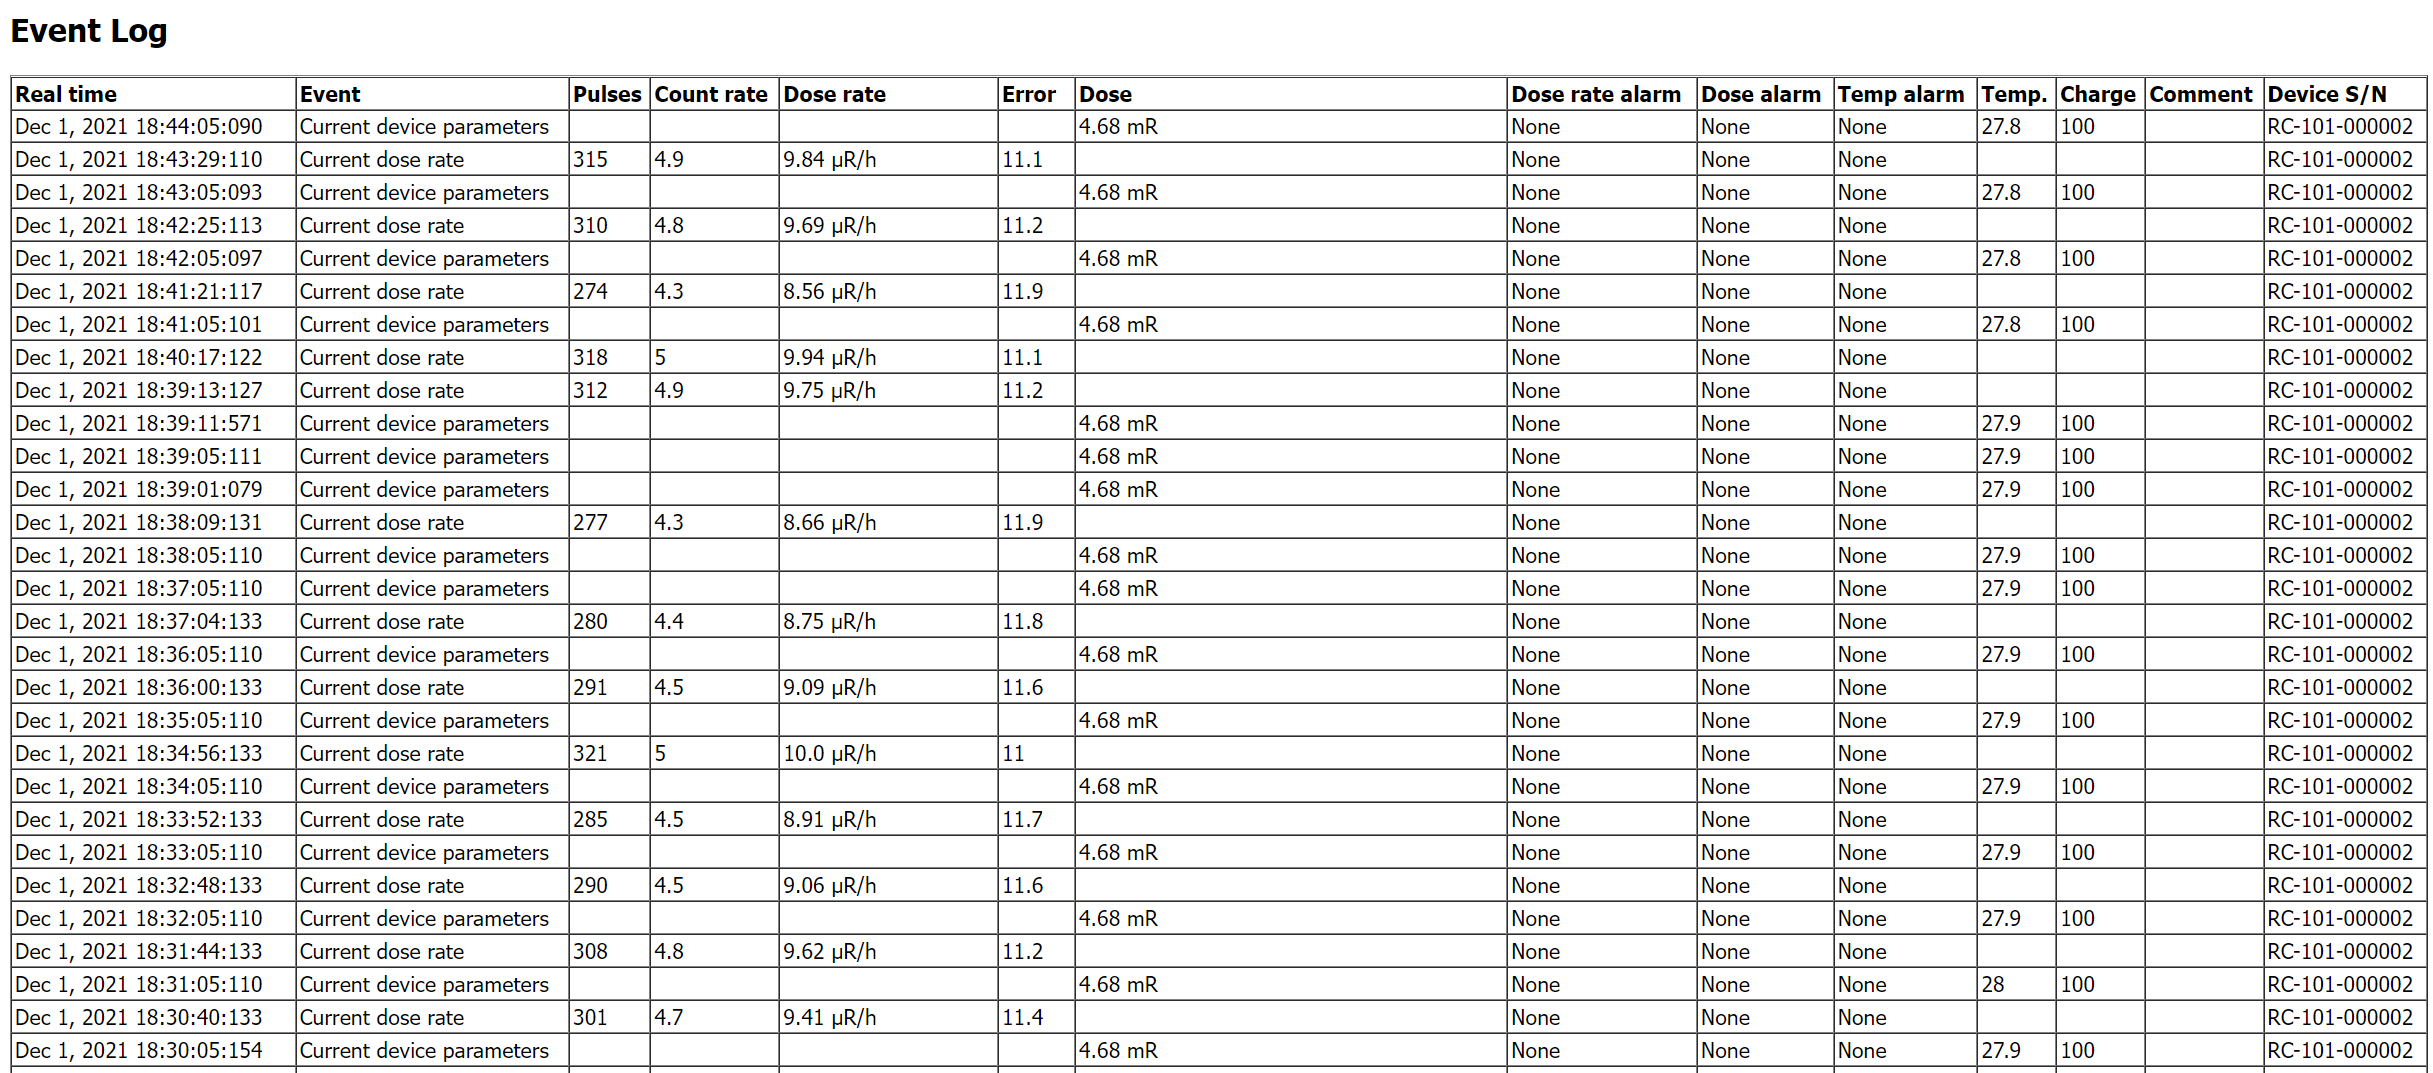 Event Log
Real time Event Pulses Count rate Dose rate Error Dose Dose rate alarm Dose alarm Temp alarm Temp. Charge Comment Device S/N
Dec 1, 2021 18:44:05:090 Current device parameters 4.68 mR None None None 27.8 100 RC-101-000002
Dec 1, 2021 18:43:29:110 Current dose rate 315 4.9 9.84 µR/h 11.1 None None None RC-101-000002
Dec 1, 2021 18:43:05:093 Current device parameters 4.68 mR None None None 27.8 100 RC-101-000002
Dec 1, 2021 18:42:25:113 Current dose rate 310 4.8 9.69 µR/h 11.2 None None None RC-101-000002
Dec 1, 2021 18:42:05:097 Current device parameters 4.68 mR None None None 27.8 100 RC-101-000002
Dec 1, 2021 18:41:21:117 Current dose rate 274 4.3 8.56 µR/h 11.9 None None None RC-101-000002
Dec 1, 2021 18:41:05:101 Current device parameters 4.68 mR None None None 27.8 100 RC-101-000002
Dec 1, 2021 18:40:17:122 Current dose rate 318 5 9.94 µR/h 11.1 None None None RC-101-000002
Dec 1, 2021 18:39:13:127 Current dose rate 312 4.9 9.75 µR/h 11.2 None None None RC-101-000002
Dec 1, 2021 18:39:11:571 Current device parameters 4.68 mR None None None 27.9 100 RC-101-000002
Dec 1, 2021 18:39:05:111 Current device parameters 4.68 mR None None None 27.9 100 RC-101-000002
Dec 1, 2021 18:39:01:079 Current device parameters 4.68 mR None None None 27.9 100 RC-101-000002
Dec 1, 2021 18:38:09:131 Current dose rate 277 4.3 8.66 µR/h 11.9 None None None RC-101-000002
Dec 1, 2021 18:38:05:110 Current device parameters 4.68 mR None None None 27.9 100 RC-101-000002
Dec 1, 2021 18:37:05:110 Current device parameters 4.68 mR None None None 27.9 100 RC-101-000002
Dec 1, 2021 18:37:04:133 Current dose rate 280 4.4 8.75 µR/h 11.8 None None None RC-101-000002
Dec 1, 2021 18:36:05:110 Current device parameters 4.68 mR None None None 27.9 100 RC-101-000002
Dec 1, 2021 18:36:00:133 Current dose rate 291 4.5 9.09 µR/h 11.6 None None None RC-101-000002
Dec 1, 2021 18:35:05:110 Current device parameters 4.68 mR None None None 27.9 100 RC-101-000002
Dec 1, 2021 18:34:56:133 Current dose rate 321 5 10.0 µR/h 11 None None None RC-101-000002
Dec 1, 2021 18:34:05:110 Current device parameters 4.68 mR None None None 27.9 100 RC-101-000002
Dec 1, 2021 18:33:52:133 Current dose rate 285 4.5 8.91 µR/h 11.7 None None None RC-101-000002
Dec 1, 2021 18:33:05:110 Current device parameters 4.68 mR None None None 27.9 100 RC-101-000002
Dec 1, 2021 18:32:48:133 Current dose rate 290 4.5 9.06 µR/h 11.6 None None None RC-101-000002
Dec 1, 2021 18:32:05:110 Current device parameters 4.68 mR None None None 27.9 100 RC-101-000002
Dec 1, 2021 18:31:44:133 Current dose rate 308 4.8 9.62 µR/h 11.2 None None None RC-101-000002
Dec 1, 2021 18:31:05:110 Current device parameters 4.68 mR None None None 28 100 RC-101-000002
Dec 1, 2021 18:30:40:133 Current dose rate 301 4.7 9.41 µR/h 11.4 None None None RC-101-000002
Dec 1, 2021 18:30:05:154 Current device parameters 4.68 mR None None None 27.9 100 RC-101-000002